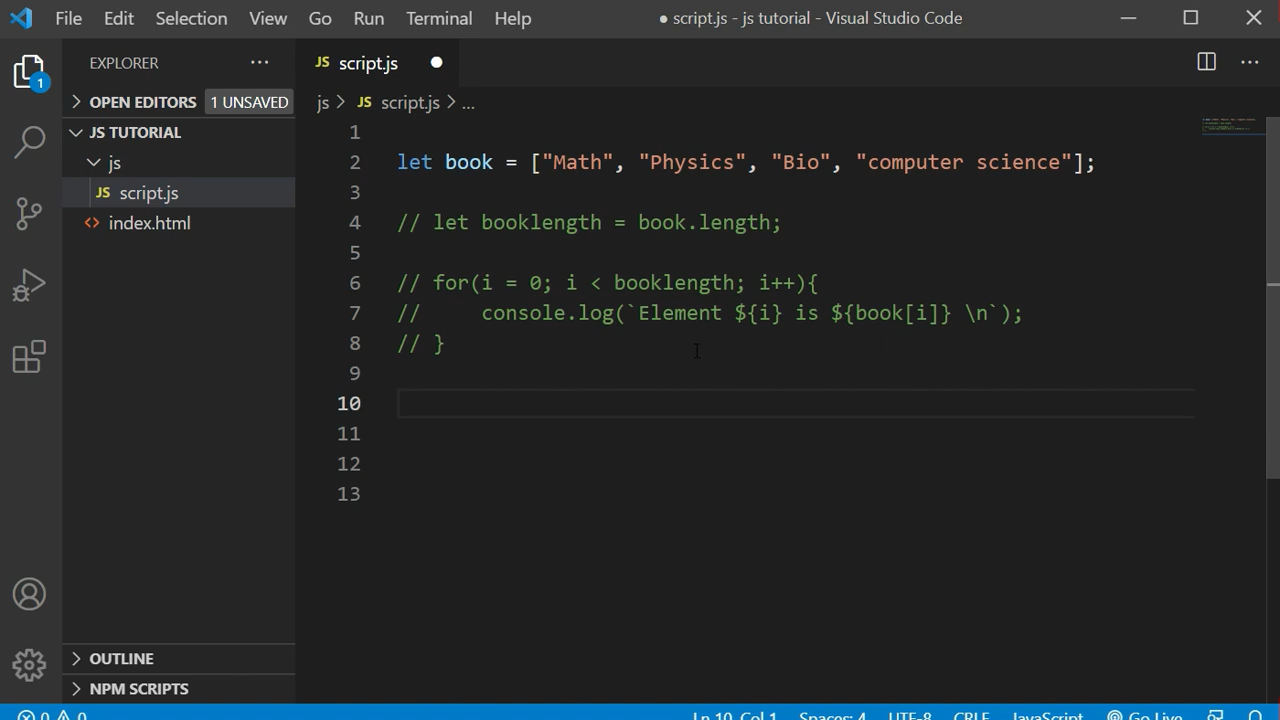 File Edit Selection View Go Run Terminal Help ● script.js - js tutorial - Visual Studio Code
EXPLORER ···
JS script.js ●
1
OPEN EDITORS 1 UNSAVED
js > JS script.js > ...
JS TUTORIAL
js
JS script.js
index.html
1
2 let book = ["Math", "Physics", "Bio", "computer science"];
3
4 // let booklength = book.length;
5
6 // for(i = 0; i < booklength; i++){
7 //     console.log(`Element ${i} is ${book[i]} \n`);
8 // }
9
10
11
12
13
OUTLINE
NPM SCRIPTS
0 0 Ln 10, Col 1 Spaces: 4 UTF-8 CRLF JavaScript Go Live